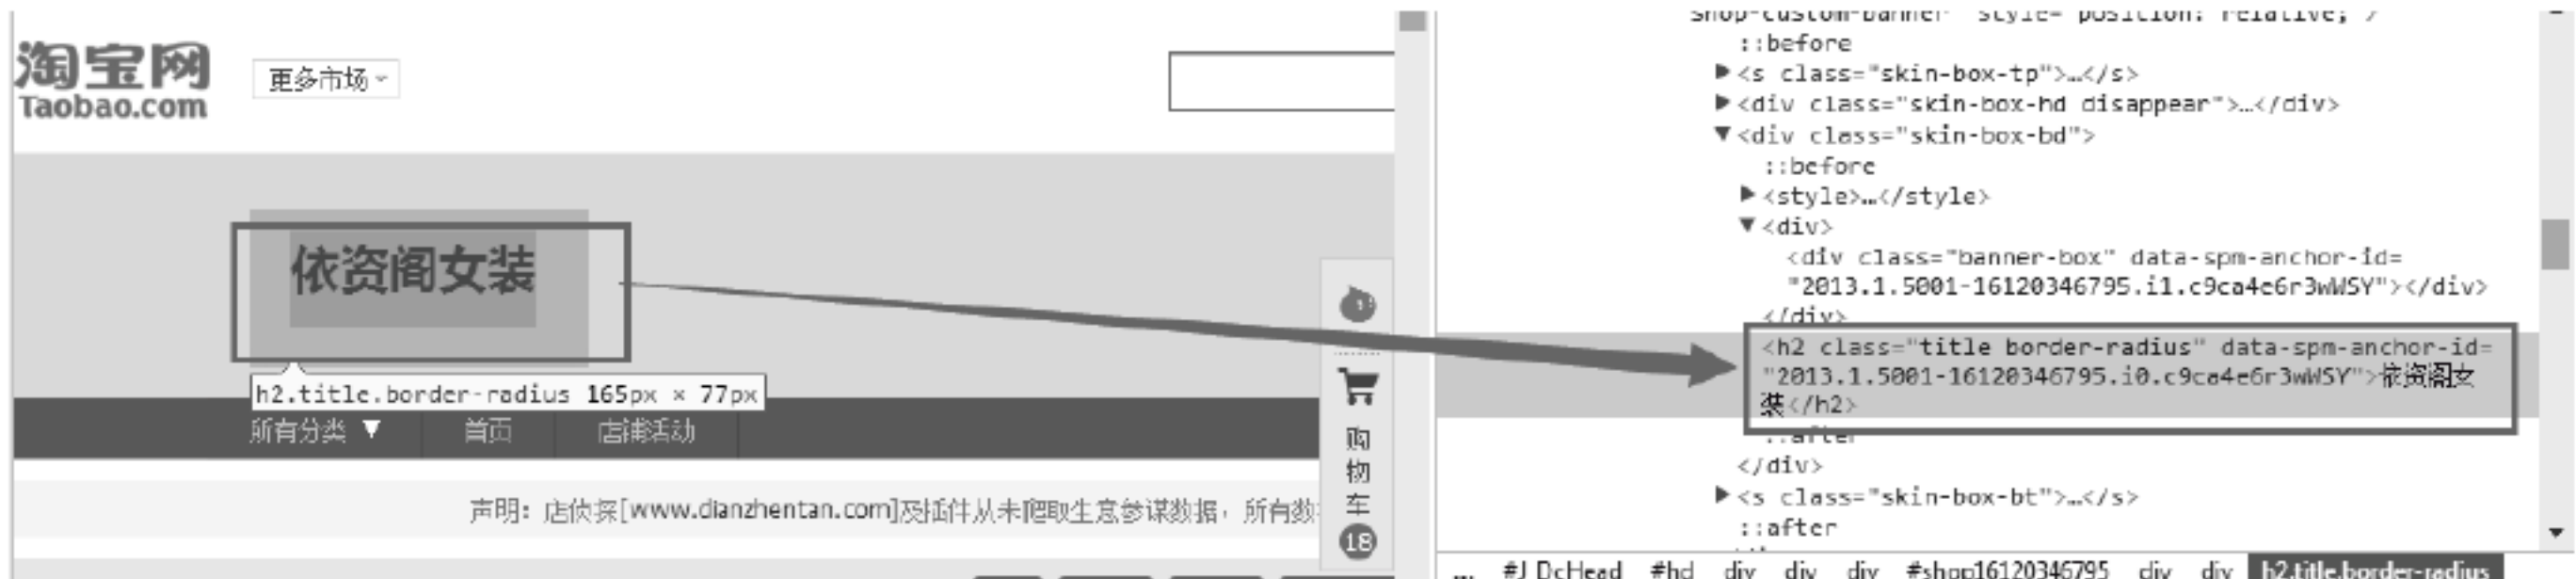 淘宝网
Taobao.com
更多市场
依资阁女装
h2.title.border-radius 165px × 77px
所有分类 ▼ 首页 店铺活动
声明：店侦探[www.dianzhentan.com]及插件从未爬取生意参谋数据，所有数
购
物
车
18
shop-custom-banner" style="position: relative;">
::before
▶<s class="skin-box-tp">…</s>
▶<div class="skin-box-hd disappear">…</div>
▼<div class="skin-box-bd">
::before
▶<style>…</style>
▼<div>
<div class="banner-box" data-spm-anchor-id=
"2013.1.5001-16120346795.i1.c9ca4e6r3wWSY"></div>
</div>
<h2 class="title border-radius" data-spm-anchor-id=
"2013.1.5001-16120346795.i0.c9ca4e6r3wWSY">依资阁女
装</h2>
::after
</div>
▶<s class="skin-box-bt">…</s>
::after
… #J_DcHead #hd div div div #shop16120346795 div div h2.title.border-radius